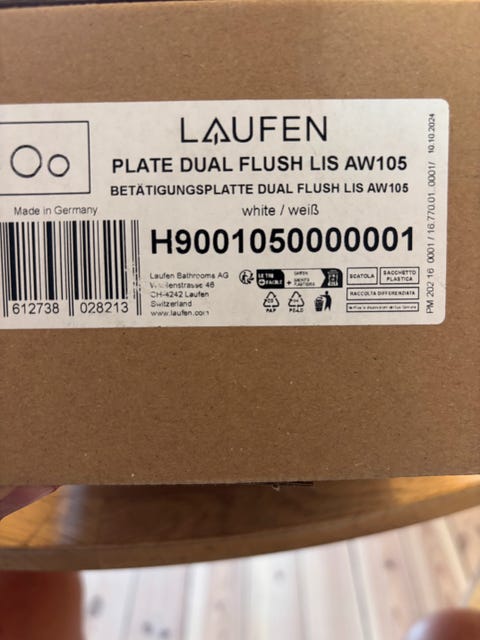 LAUFEN
PLATE DUAL FLUSH LIS AW105
BETÄTIGUNGSPLATTE DUAL FLUSH LIS AW105
Made in Germany
white / weiß
H9001050000001
612738 028213
Laufen Bathrooms AG
46
CH-4242 Laufen
Switzerland
www.laufen.com
SCATOLA
SACCHETTO PLASTICA
RACCOLTA DIFFERENZIATA
PAP
PM 202 16 0001 / 16.770.01..0001/ 10.10.2024